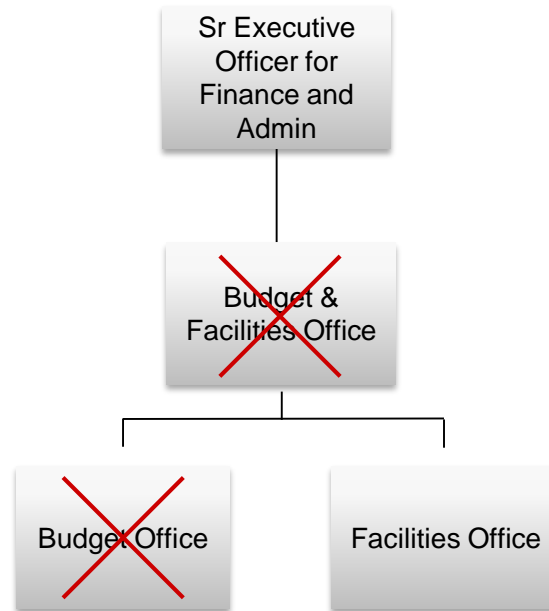 Sr Executive
Officer for
Finance and
Admin
Budget &
Facilities Office
Budget Office
Facilities Office